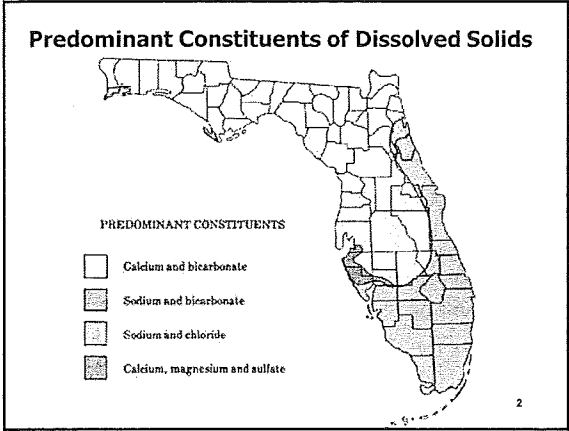 Predominant Constituents of Dissolved Solids
PREDOMINANT CONSTITUENTS
Calcium and bicarbonate
Sodium and bicarbonate
Sodium and chloride
Calcium, magnesium and sulfate
2